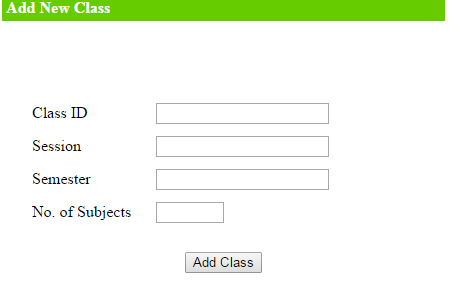 Add New Class
Class ID
Session
Semester
No. of Subjects
Add Class